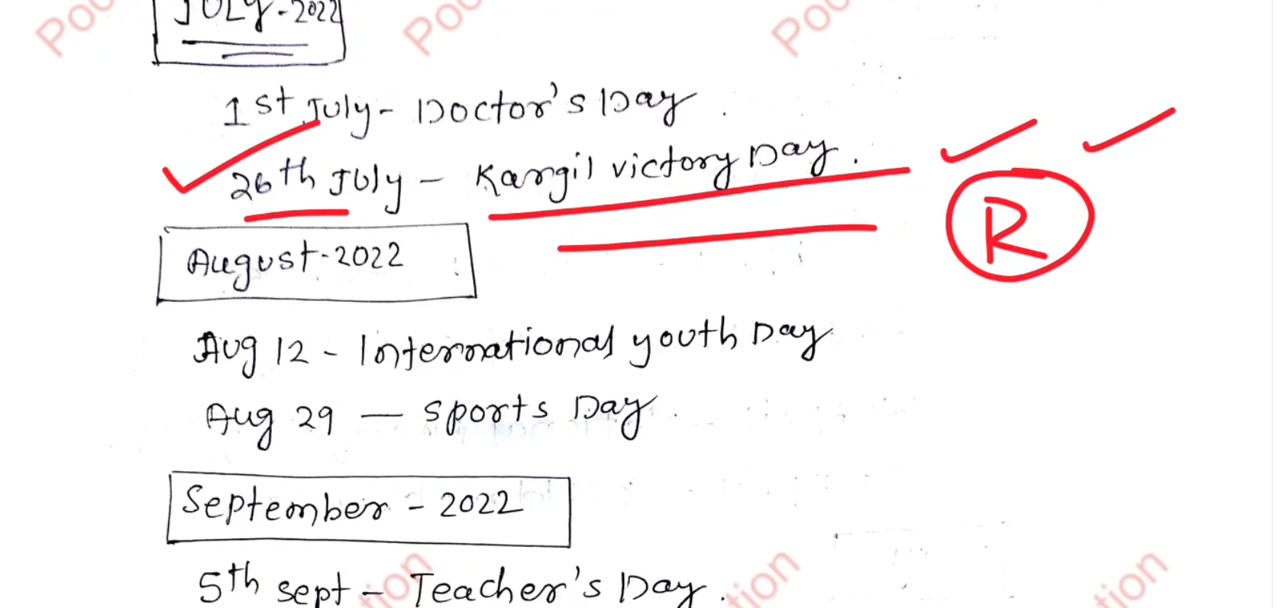 JULY-2022
1st July- Doctor's Day
26th July - Kargil victory Day.
R
August-2022
Aug 12 - International youth Day
Aug 29 - Sports Day
September - 2022
5th sept - Teacher's Day.